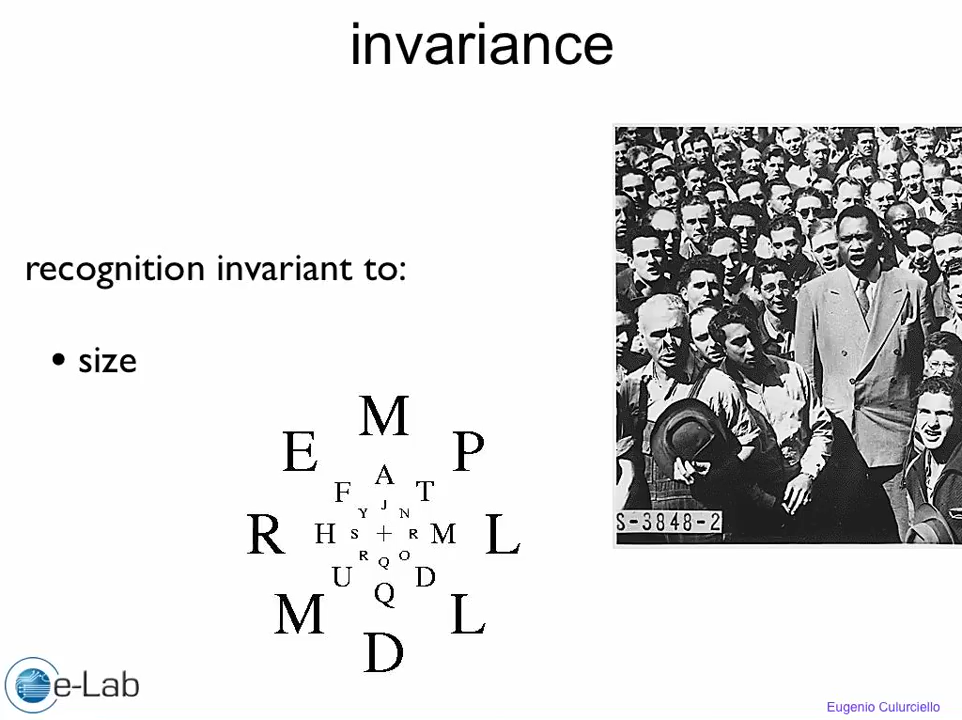 invariance
recognition invariant to:
• size
M
E P
A
F T
J
Y N
R H S + R M L
R O
Q
U D
Q
M L
D
S-3848-2
e-Lab
Eugenio Culurciello